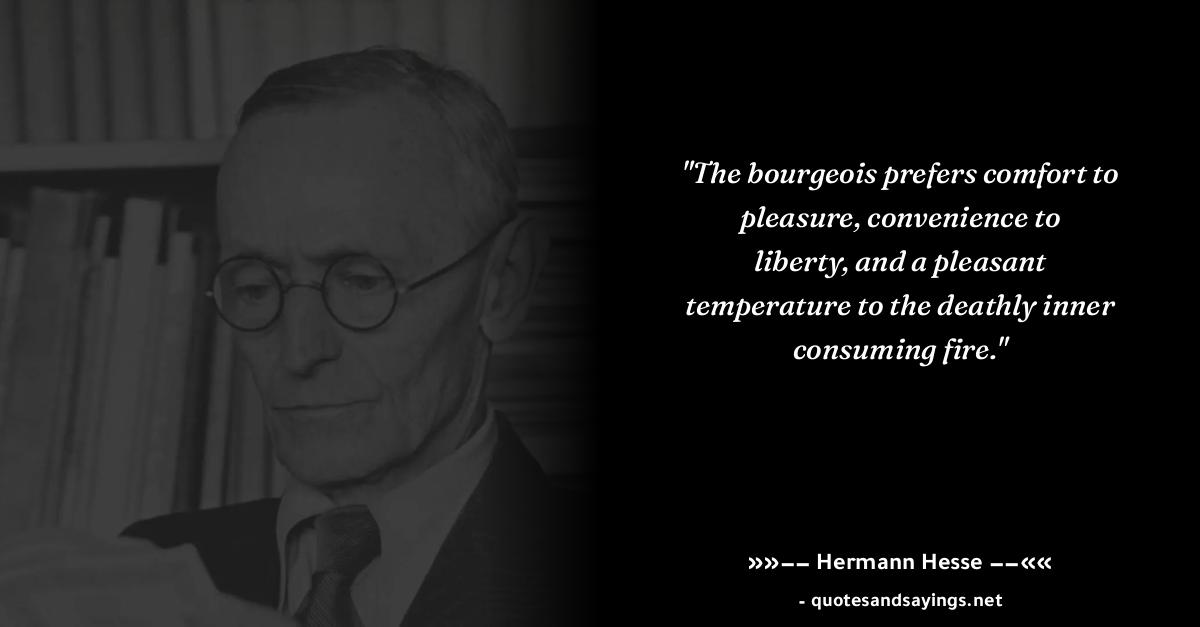 "The bourgeois prefers comfort to
pleasure, convenience to
liberty, and a pleasant
temperature to the deathly inner
consuming fire."
»»–– Hermann Hesse ––««
- quotesandsayings.net